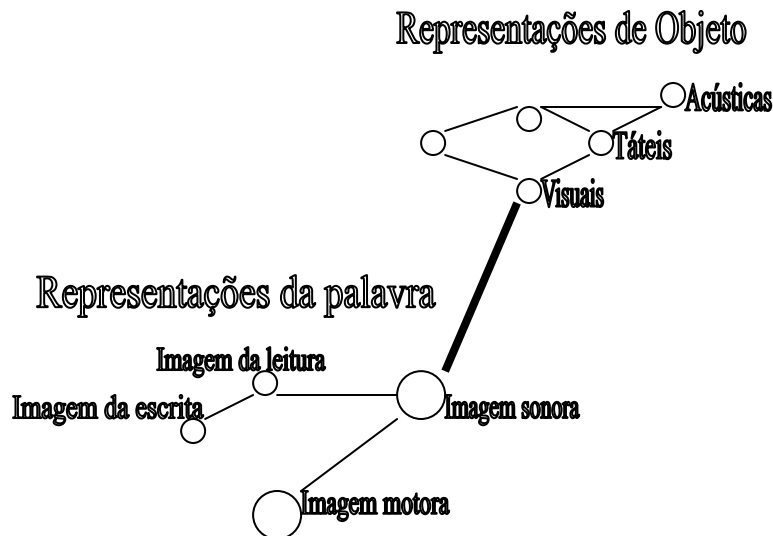 Representações de Objeto
Acústicas
Táteis
Visuais
Representações da palavra
Imagem da leitura
Imagem da escrita
Imagem sonora
Imagem motora